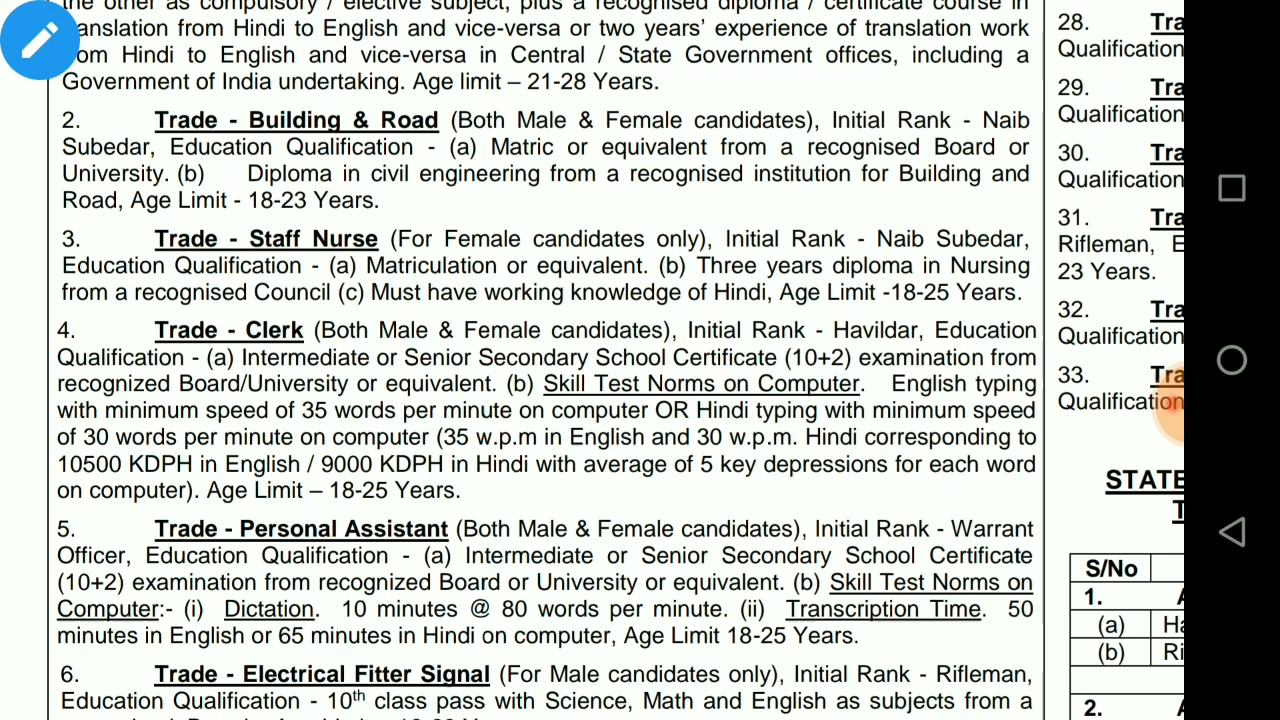 the other as compulsory / elective subject, plus a recognised diploma / certificate course in
translation from Hindi to English and vice-versa or two years' experience of translation work
from Hindi to English and vice-versa in Central / State Government offices, including a
Government of India undertaking. Age limit – 21-28 Years.
2. Trade - Building & Road (Both Male & Female candidates), Initial Rank - Naib
Subedar, Education Qualification - (a) Matric or equivalent from a recognised Board or
University. (b) Diploma in civil engineering from a recognised institution for Building and
Road, Age Limit - 18-23 Years.
3. Trade - Staff Nurse (For Female candidates only), Initial Rank - Naib Subedar,
Education Qualification - (a) Matriculation or equivalent. (b) Three years diploma in Nursing
from a recognised Council (c) Must have working knowledge of Hindi, Age Limit -18-25 Years.
4. Trade - Clerk (Both Male & Female candidates), Initial Rank - Havildar, Education
Qualification - (a) Intermediate or Senior Secondary School Certificate (10+2) examination from
recognized Board/University or equivalent. (b) Skill Test Norms on Computer. English typing
with minimum speed of 35 words per minute on computer OR Hindi typing with minimum speed
of 30 words per minute on computer (35 w.p.m in English and 30 w.p.m. Hindi corresponding to
10500 KDPH in English / 9000 KDPH in Hindi with average of 5 key depressions for each word
on computer). Age Limit – 18-25 Years.
5. Trade - Personal Assistant (Both Male & Female candidates), Initial Rank - Warrant
Officer, Education Qualification - (a) Intermediate or Senior Secondary School Certificate
(10+2) examination from recognized Board or University or equivalent. (b) Skill Test Norms on
Computer:- (i) Dictation. 10 minutes @ 80 words per minute. (ii) Transcription Time. 50
minutes in English or 65 minutes in Hindi on computer, Age Limit 18-25 Years.
6. Trade - Electrical Fitter Signal (For Male candidates only), Initial Rank - Rifleman,
Education Qualification - 10th class pass with Science, Math and English as subjects from a
28. Tra
Qualification
29. Tra
Qualification
30. Tra
Qualification
31. Tra
Rifleman, E
23 Years.
32. Tra
Qualification
33. Tra
Qualification
STATE
T
S/No
1. A
(a) Ha
(b) Ri
2. A